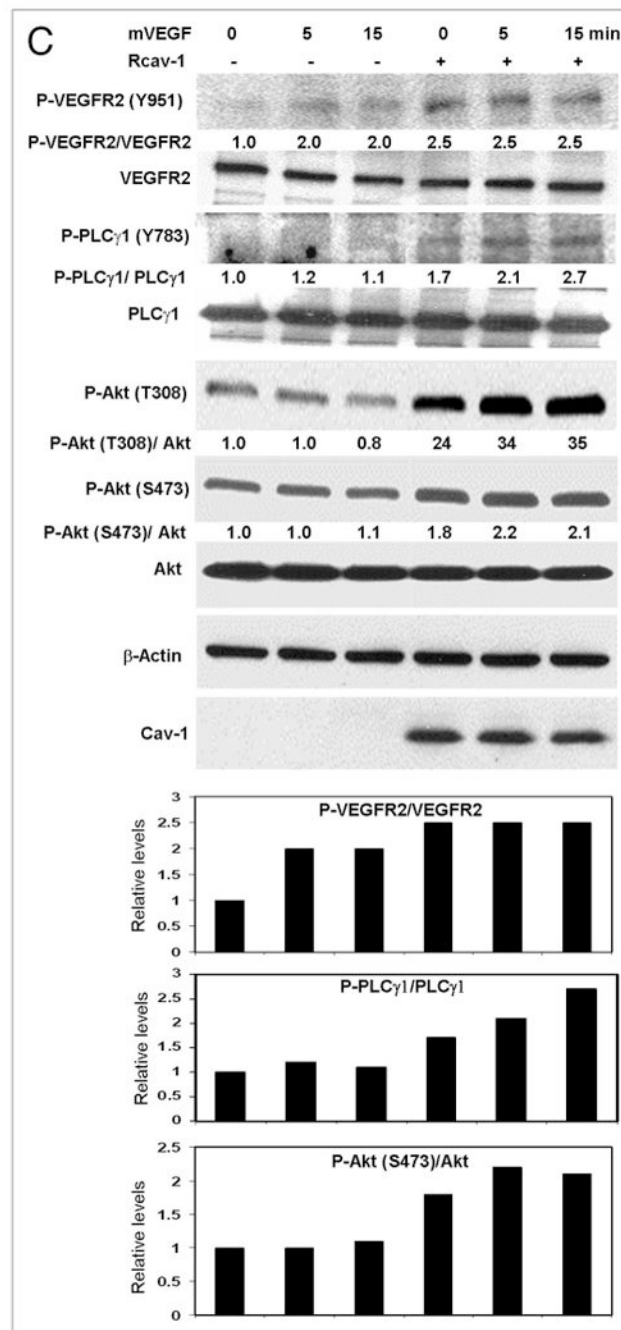 C
mVEGF 0 5 15 0 5 15 min
Rcav-1 - - - + + +
P-VEGFR2 (Y951)
P-VEGFR2/VEGFR2 1.0 2.0 2.0 2.5 2.5 2.5
VEGFR2
P-PLCγ1 (Y783)
P-PLCγ1/ PLCγ1 1.0 1.2 1.1 1.7 2.1 2.7
PLCγ1
P-Akt (T308)
P-Akt (T308)/ Akt 1.0 1.0 0.8 24 34 35
P-Akt (S473)
P-Akt (S473)/ Akt 1.0 1.0 1.1 1.8 2.2 2.1
Akt
β-Actin
Cav-1
P-VEGFR2/VEGFR2
Relative levels
3
2.5
2
1.5
1
0.5
0
P-PLCγ1/PLCγ1
Relative levels
3
2.5
2
1.5
1
0.5
0
P-Akt (S473)/Akt
Relative levels
2.5
2
1.5
1
0.5
0